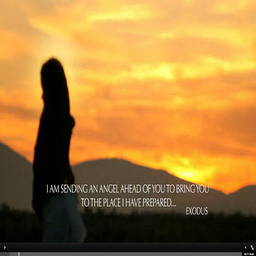 I AM SENDING AN ANGEL AHEAD OF YOU TO BRING YOU
TO THE PLACE I HAVE PREPARED...
EXODUS